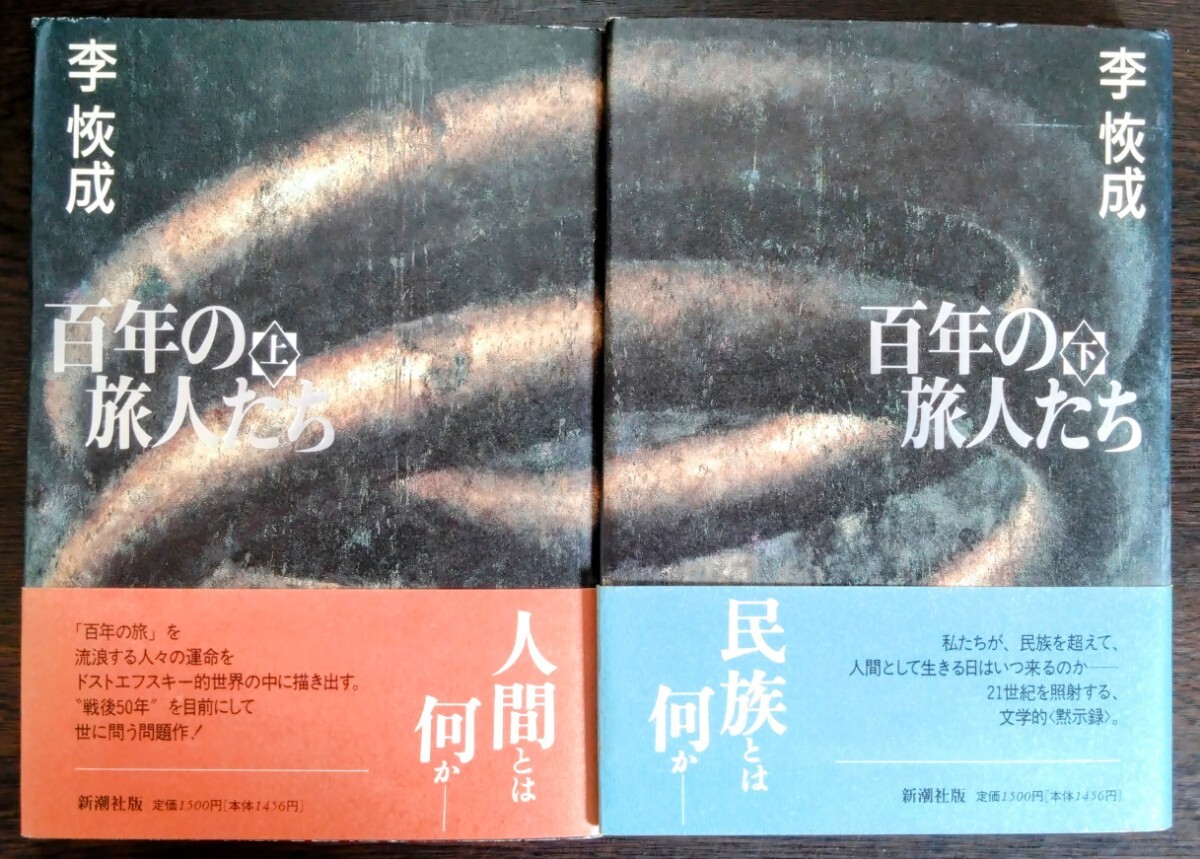 李恢成
百年の
上
旅人たち
「百年の旅」を
流浪する人々の運命を
ドストエフスキー的世界の中に描き出す。
〝戦後50年〟を目前にして
世に問う問題作!
人間とは
何か──
新潮社版 定価1500円[本体1456円]
李恢成
百年の
下
旅人たち
民族とは
何か──
私たちが、民族を超えて、
人間として生きる日はいつ来るのか──
21世紀を照射する、
文学的〈黙示録〉。
新潮社版 定価1500円[本体1456円]